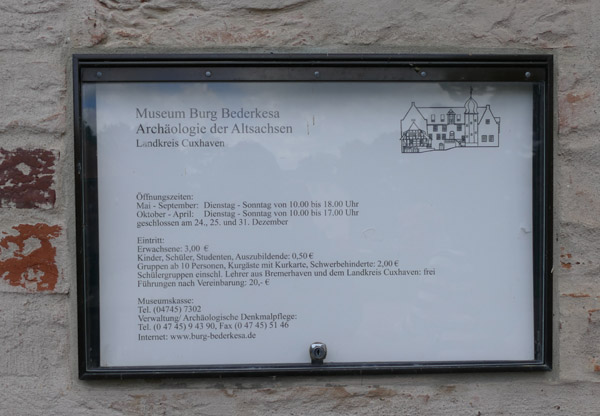 Museum Burg Bederkesa
Archäologie der Altsachsen
Landkreis Cuxhaven
Öffnungszeiten:
Mai - September: Dienstag - Sonntag von 10.00 bis 18.00 Uhr
Oktober - April: Dienstag - Sonntag von 10.00 bis 17.00 Uhr
geschlossen am 24., 25. und 31. Dezember
Eintritt:
Erwachsene: 3,00 €
Kinder, Schüler, Studenten, Auszubildende: 0,50 €
Gruppen ab 10 Personen, Kurgäste mit Kurkarte, Schwerbehinderte: 2,00 €
Schülergruppen einschl. Lehrer aus Bremerhaven und dem Landkreis Cuxhaven: frei
Führungen nach Vereinbarung: 20,- €
Museumskasse:
Tel. (04745) 7302
Verwaltung/ Archäologische Denkmalpflege:
Tel. (0 47 45) 9 43 90, Fax (0 47 45) 51 46
Internet: www.burg-bederkesa.de